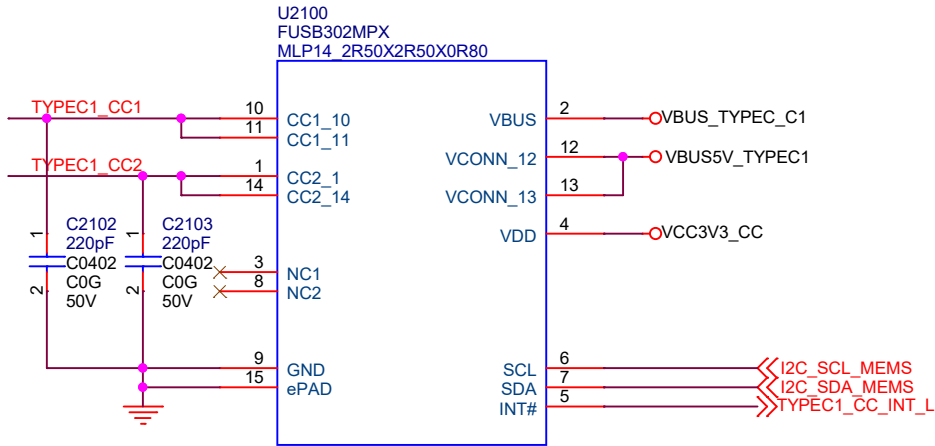 U2100
FUSB302MPX
MLP14_2R50X2R50X0R80
TYPEC1_CC1 10 CC1_10 VBUS 2 VBUS_TYPEC_C1
11 CC1_11
VCONN_12 12 VBUS5V_TYPEC1
TYPEC1_CC2 1 CC2_1
14 CC2_14 VCONN_13 13
C2102 C2103 VDD 4 VCC3V3_CC
1 220pF 1 220pF
C0402 C0402 3 NC1
2 C0G 2 C0G 8 NC2
50V 50V
9 GND SCL 6 I2C_SCL_MEMS
15 ePAD SDA 7 I2C_SDA_MEMS
INT# 5 TYPEC1_CC_INT_L